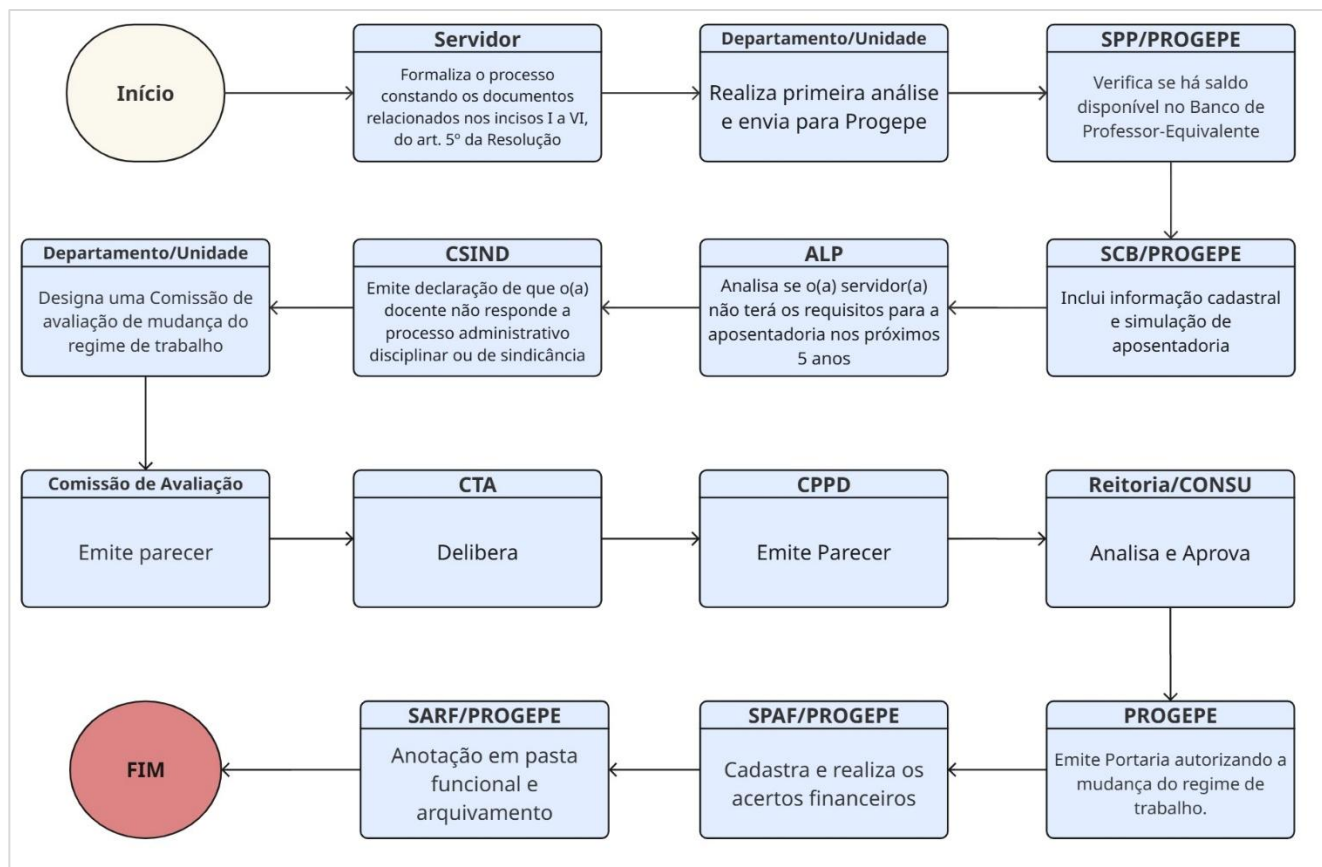 Início
Servidor
Formaliza o processo
constando os documentos
relacionados nos incisos I a VI,
do art. 5º da Resolução
Departamento/Unidade
Realiza primeira análise
e envia para Progepe
SPP/PROGEPE
Verifica se há saldo
disponível no Banco de
Professor-Equivalente
SCB/PROGEPE
Inclui informação cadastral
e simulação de
aposentadoria
ALP
Analisa se o(a) servidor(a)
não terá os requisitos para a
aposentadoria nos próximos
5 anos
CSIND
Emite declaração de que o(a)
docente não responde a
processo administrativo
disciplinar ou de sindicância
Departamento/Unidade
Designa uma Comissão de
avaliação de mudança do
regime de trabalho
Comissão de Avaliação
Emite parecer
CTA
Delibera
CPPD
Emite Parecer
Reitoria/CONSU
Analisa e Aprova
PROGEPE
Emite Portaria autorizando a
mudança do regime de
trabalho.
SPAF/PROGEPE
Cadastra e realiza os
acertos financeiros
SARF/PROGEPE
Anotação em pasta
funcional e
arquivamento
FIM